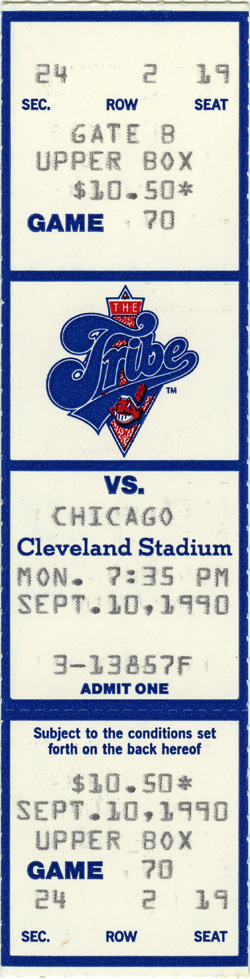 24 2 19
SEC. ROW SEAT
GATE B
UPPER BOX
$10.50*
GAME 70
THE
Tribe
TM
VS.
CHICAGO
Cleveland Stadium
MON. 7:35 PM
SEPT.10,1990
3-13857F
ADMIT ONE
Subject to the conditions set
forth on the back hereof
$10.50*
SEPT.10,1990
UPPER BOX
GAME 70
24 2 19
SEC. ROW SEAT